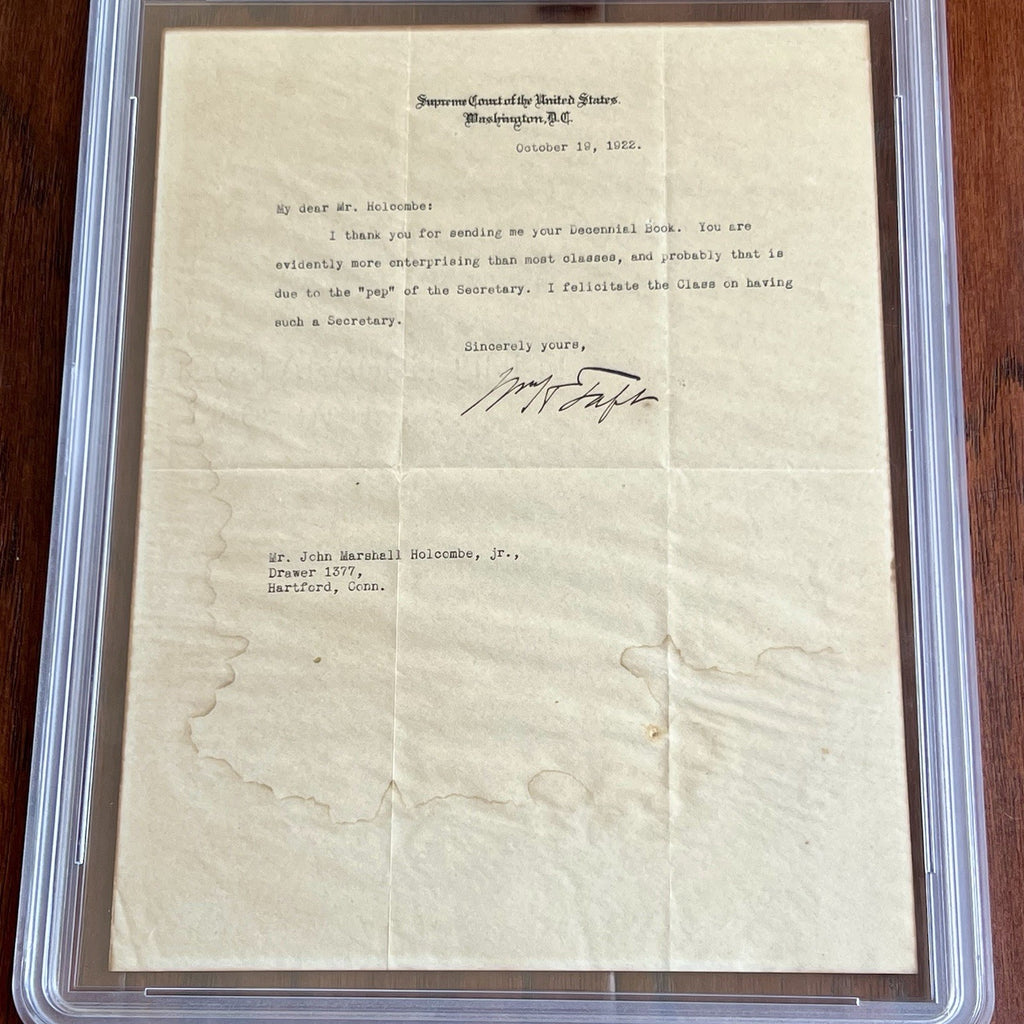 Supreme Court of the United States.
Washington, D.C.
October 19, 1922.
My dear Mr. Holcombe:
I thank you for sending me your Decennial Book. You are
evidently more enterprising than most classes, and probably that is
due to the "pep" of the Secretary. I felicitate the Class on having
such a Secretary.
Sincerely yours,
Wm H Taft
Mr. John Marshall Holcombe, jr.,
Drawer 1377,
Hartford, Conn.